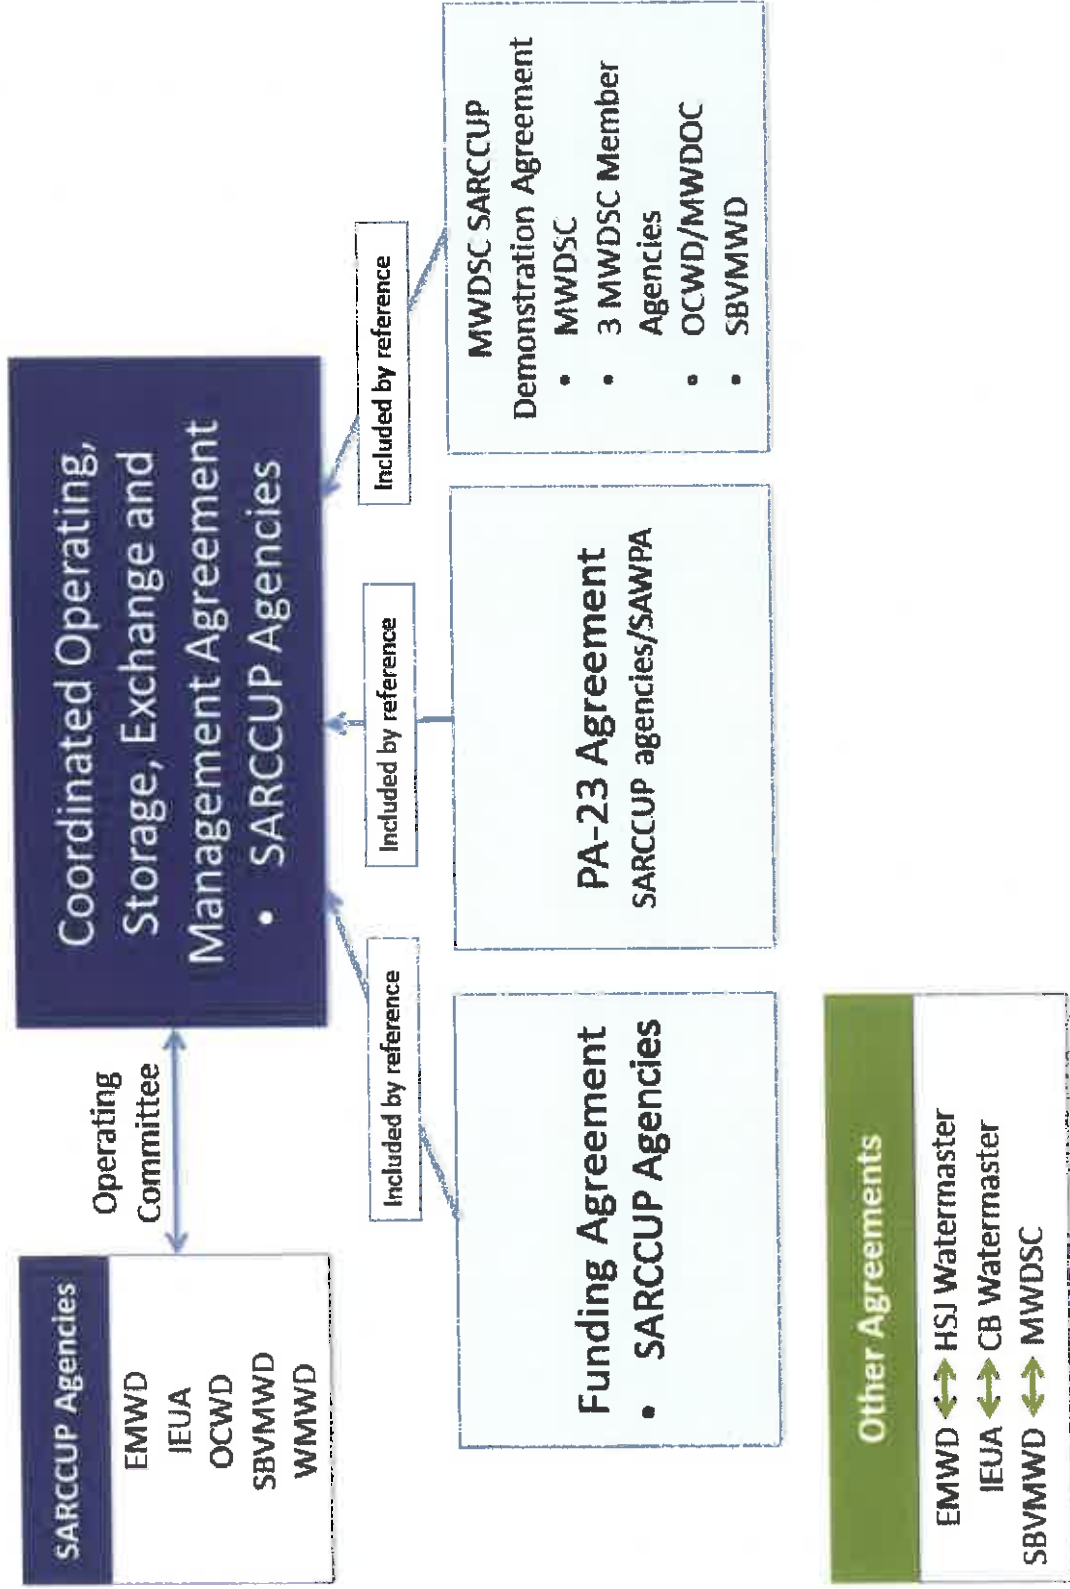 SARCCUP Agencies
EMWD
IEUA
OCWD
SBVMWD
WMWD
Operating
Committee
Coordinated Operating,
Storage, Exchange and
Management Agreement
• SARCCUP Agencies
Included by reference
Included by reference
Included by reference
Funding Agreement
• SARCCUP Agencies
PA-23 Agreement
SARCCUP agencies/SAWPA
MWDSC SARCCUP
Demonstration Agreement
• MWDSC
• 3 MWDSC Member
Agencies
• OCWD/MWDOC
• SBVMWD
Other Agreements
EMWD ↔ HSJ Watermaster
IEUA ↔ CB Watermaster
SBVMWD ↔ MWDSC